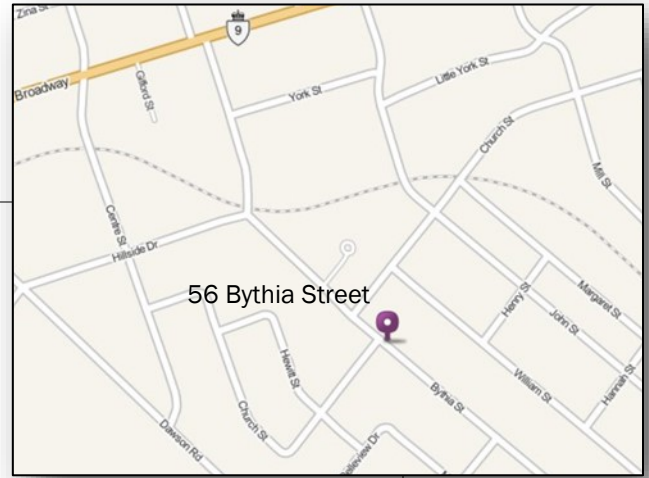 Zina St
9
Broadway
Gifford St
York St
Little York St
Church St
Mill St
Centre St
Hillside Dr
56 Bythia Street
Henry St
Margaret St
John St
Hewitt St
William St
Hannah St
Bythia St
Church St
Dawson Rd
Belleview Dr